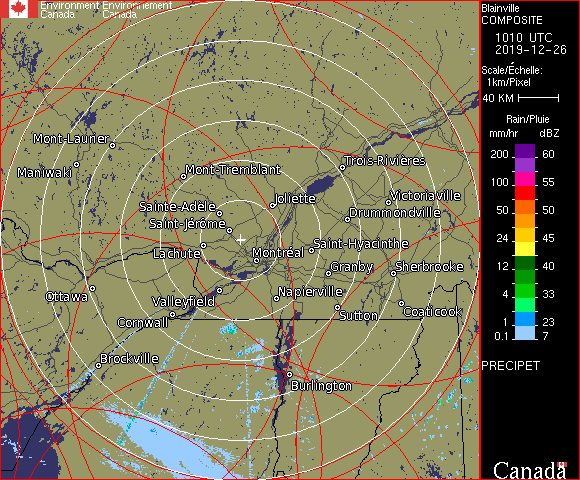 Environment Environnement
Canada Canada
Blainville
COMPOSITE
1010 UTC
2019-12-26
Scale/Échelle:
1km/Pixel
40 KM
Rain/Pluie
mm/hr dBZ
200 60
100 55
50 50
24 45
12 40
4 33
1 23
0.1 7
PRECIPET
Canada
Mont-Laurier
Maniwaki
Mont-Tremblant
Trois-Rivières
Joliette
Victoriaville
Sainte-Adèle
Drummondville
Saint-Jérôme
Lachute
Montréal
Saint-Hyacinthe
Granby
Sherbrooke
Ottawa
Valleyfield
Napierville
Cornwall
Sutton
Coaticook
Brockville
Burlington